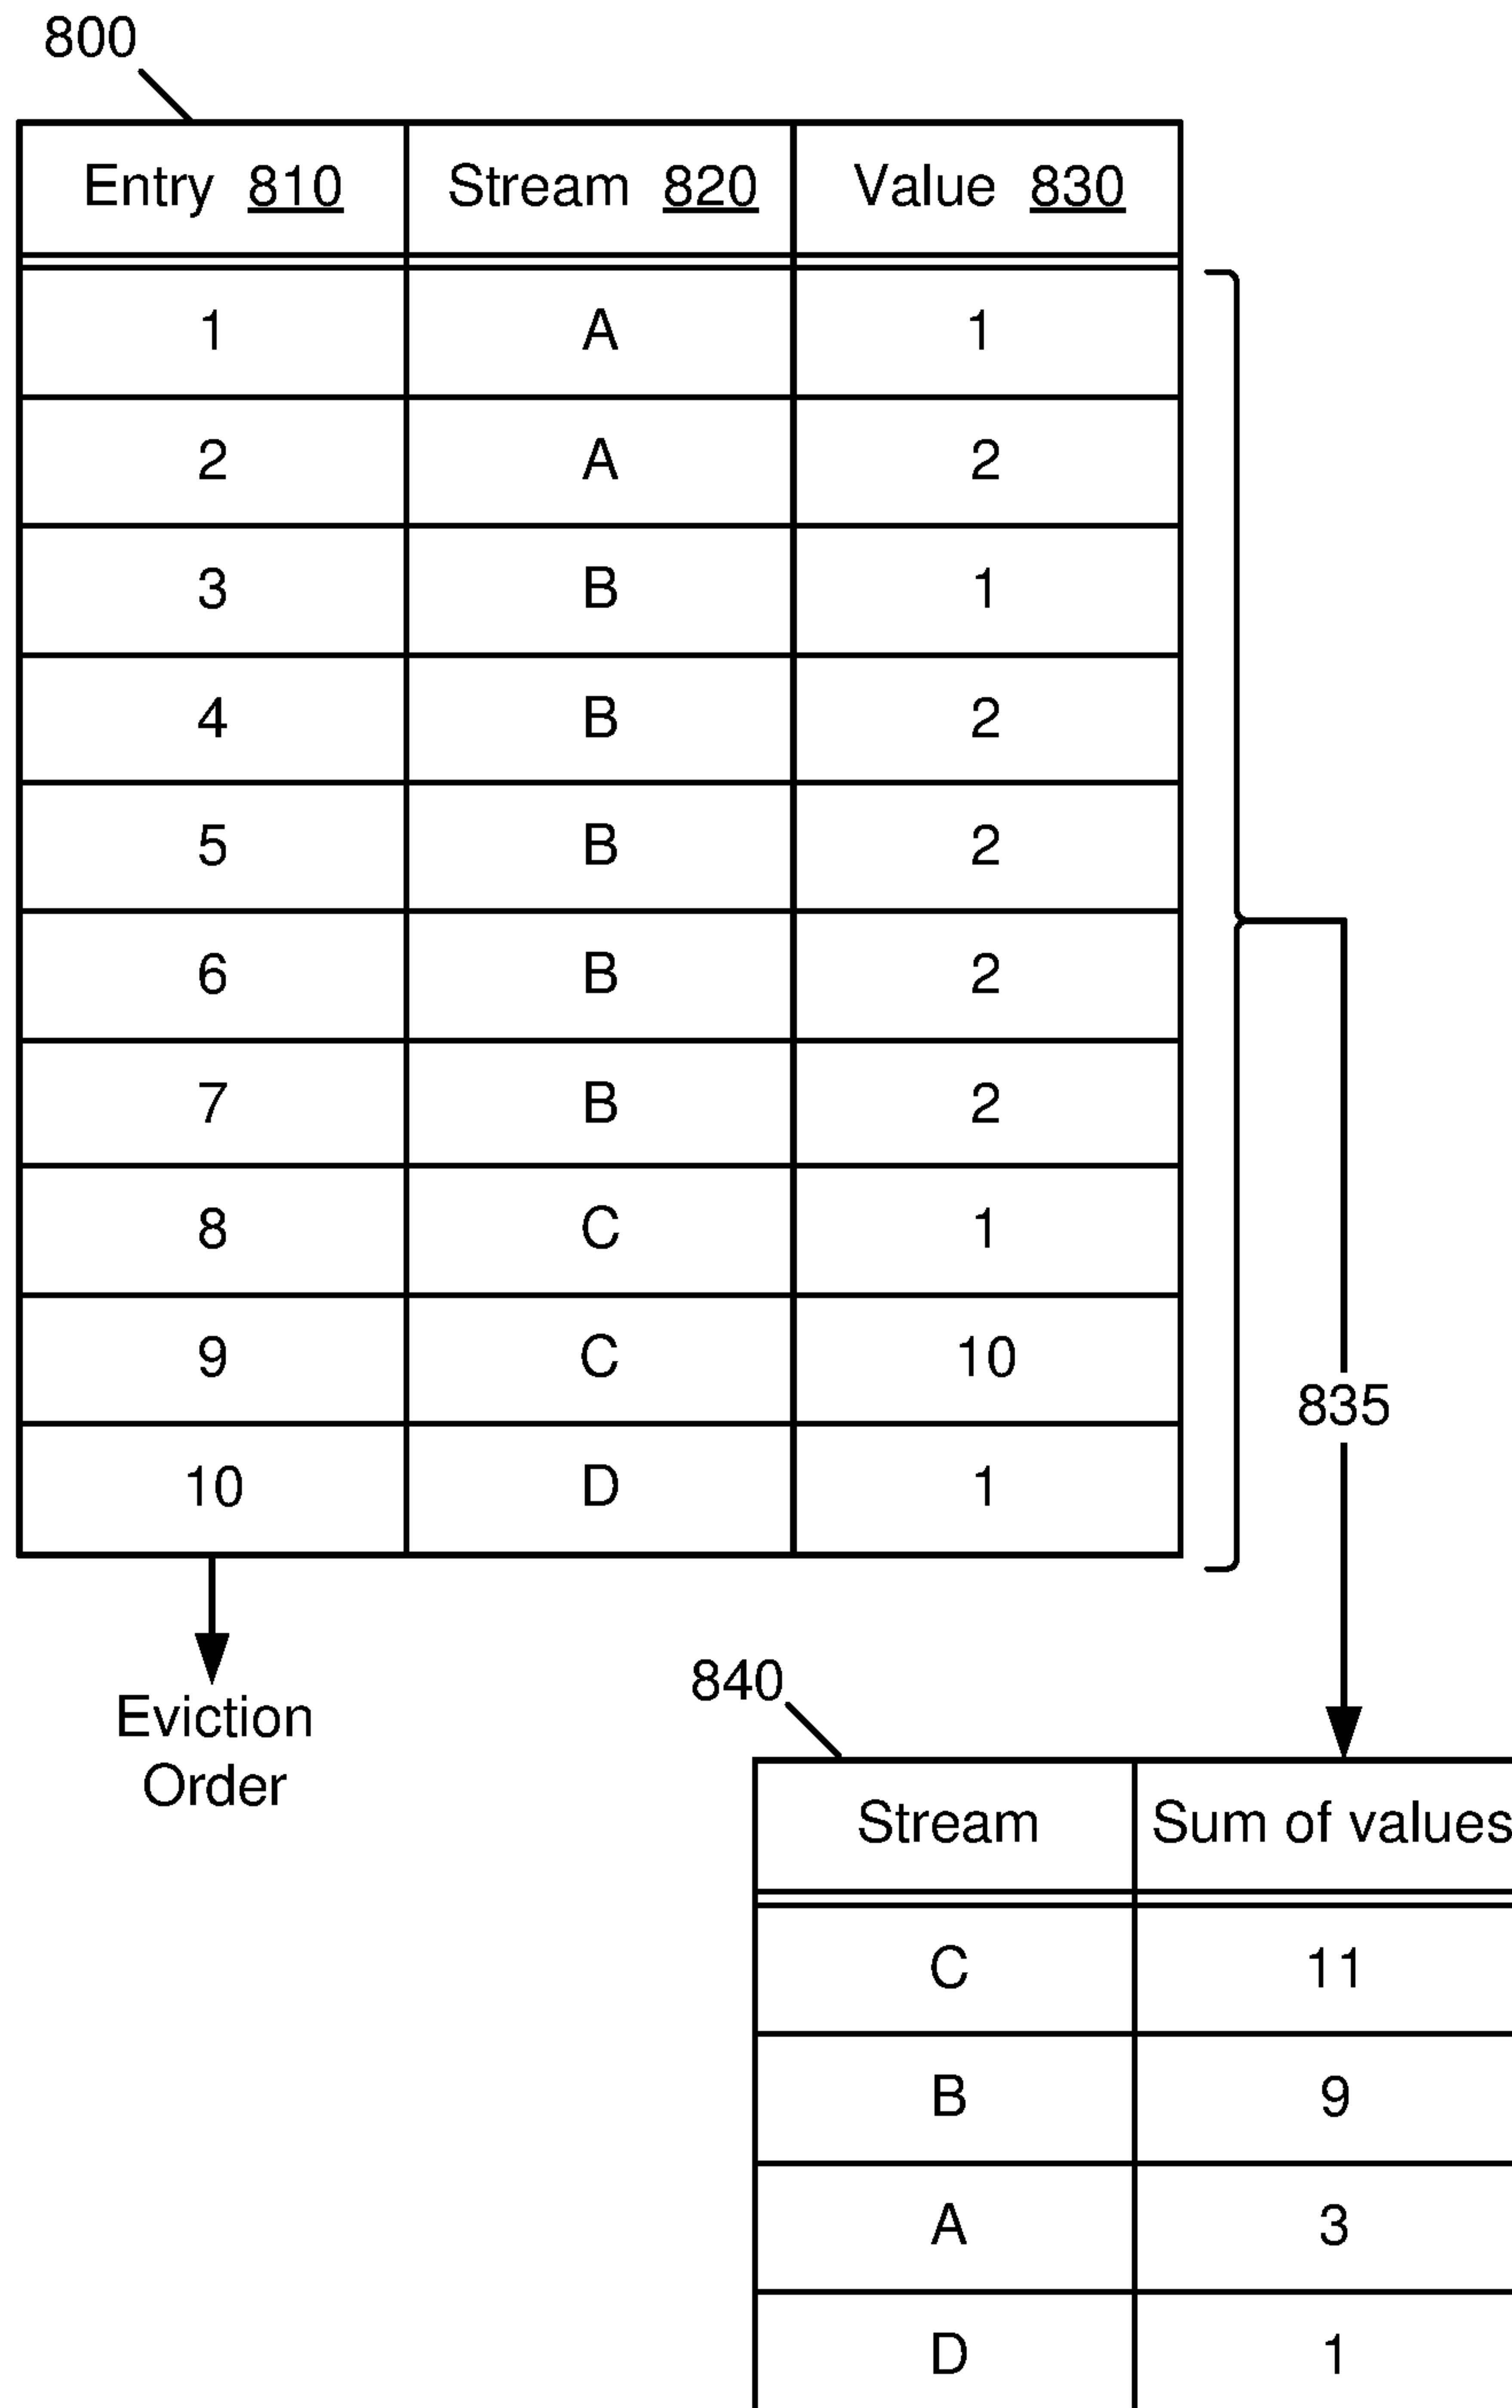 800
Entry 810 Stream 820 Value 830
1 A 1
2 A 2
3 B 1
4 B 2
5 B 2
6 B 2
7 B 2
8 C 1
9 C 10
10 D 1
835
Eviction
Order
840
Stream Sum of values
C 11
B 9
A 3
D 1